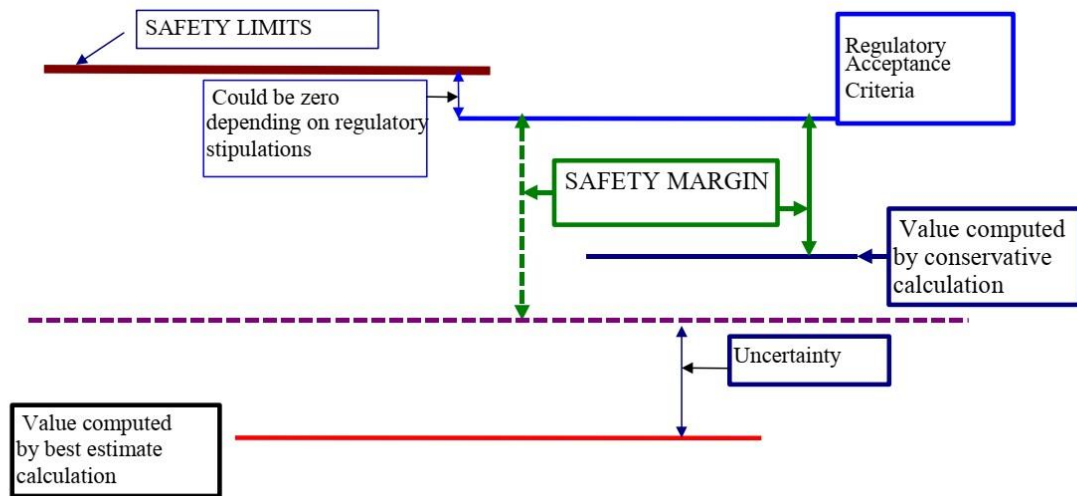 SAFETY LIMITS
Regulatory
Acceptance
Criteria
Could be zero
depending on regulatory
stipulations
SAFETY MARGIN
Value computed
by conservative
calculation
Uncertainty
Value computed
by best estimate
calculation